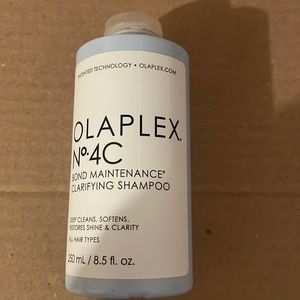 PATENTED TECHNOLOGY • OLAPLEX.COM
OLAPLEX.
Nº.4C
BOND MAINTENANCE®
CLARIFYING SHAMPOO
DEEP CLEANS, SOFTENS,
RESTORES SHINE & CLARITY
ALL HAIR TYPES
250 mL / 8.5 fl. oz.